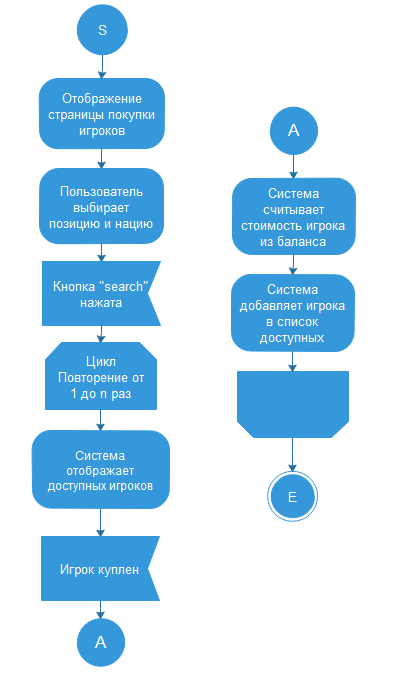 S
Отображение
страницы покупки
игроков
Пользователь
выбирает
позицию и нацию
Кнопка "search"
нажата
Цикл
Повторение от
1 до n раз
Система
отображает
доступных игроков
Игрок куплен
A
A
Система
считывает
стоимость игрока
из баланса
Система
добавляет игрока
в список
доступных
E